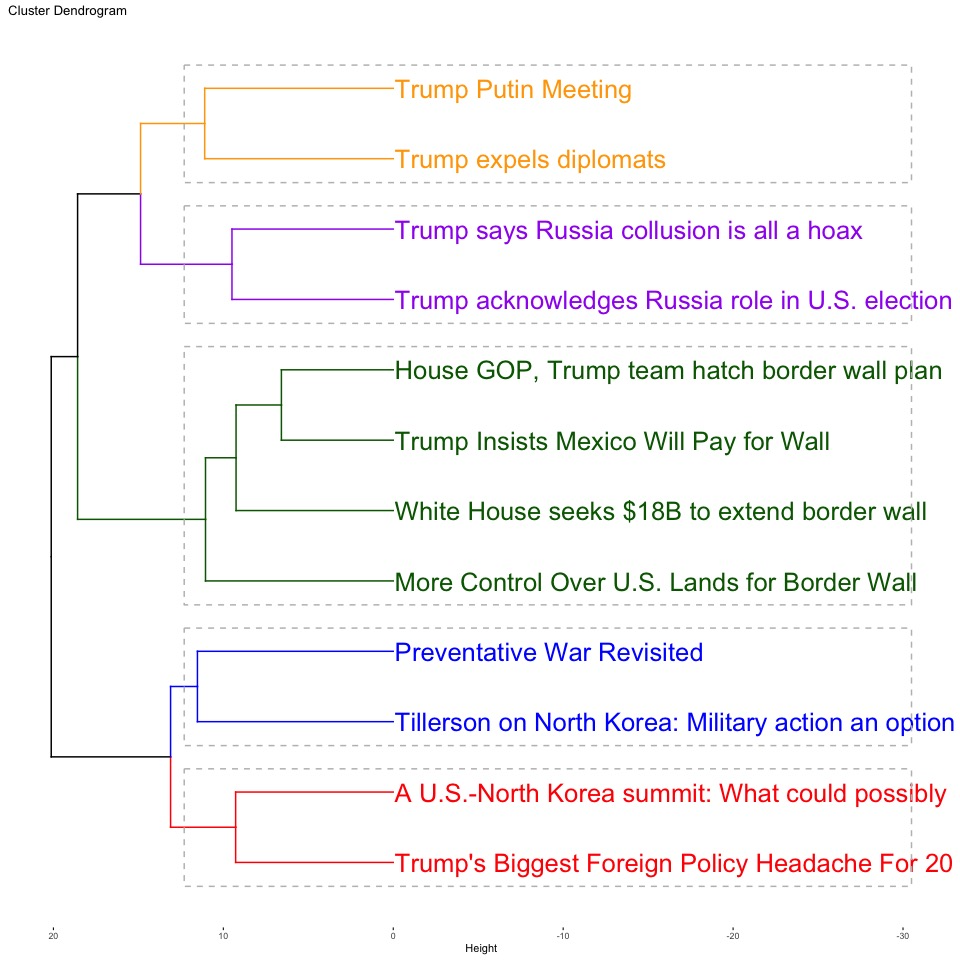 Cluster Dendrogram
Trump Putin Meeting
Trump expels diplomats
Trump says Russia collusion is all a hoax
Trump acknowledges Russia role in U.S. election
House GOP, Trump team hatch border wall plan
Trump Insists Mexico Will Pay for Wall
White House seeks $18B to extend border wall
More Control Over U.S. Lands for Border Wall
Preventative War Revisited
Tillerson on North Korea: Military action an option
A U.S.-North Korea summit: What could possibly
Trump's Biggest Foreign Policy Headache For 20
20 10 0 -10 -20 -30
Height